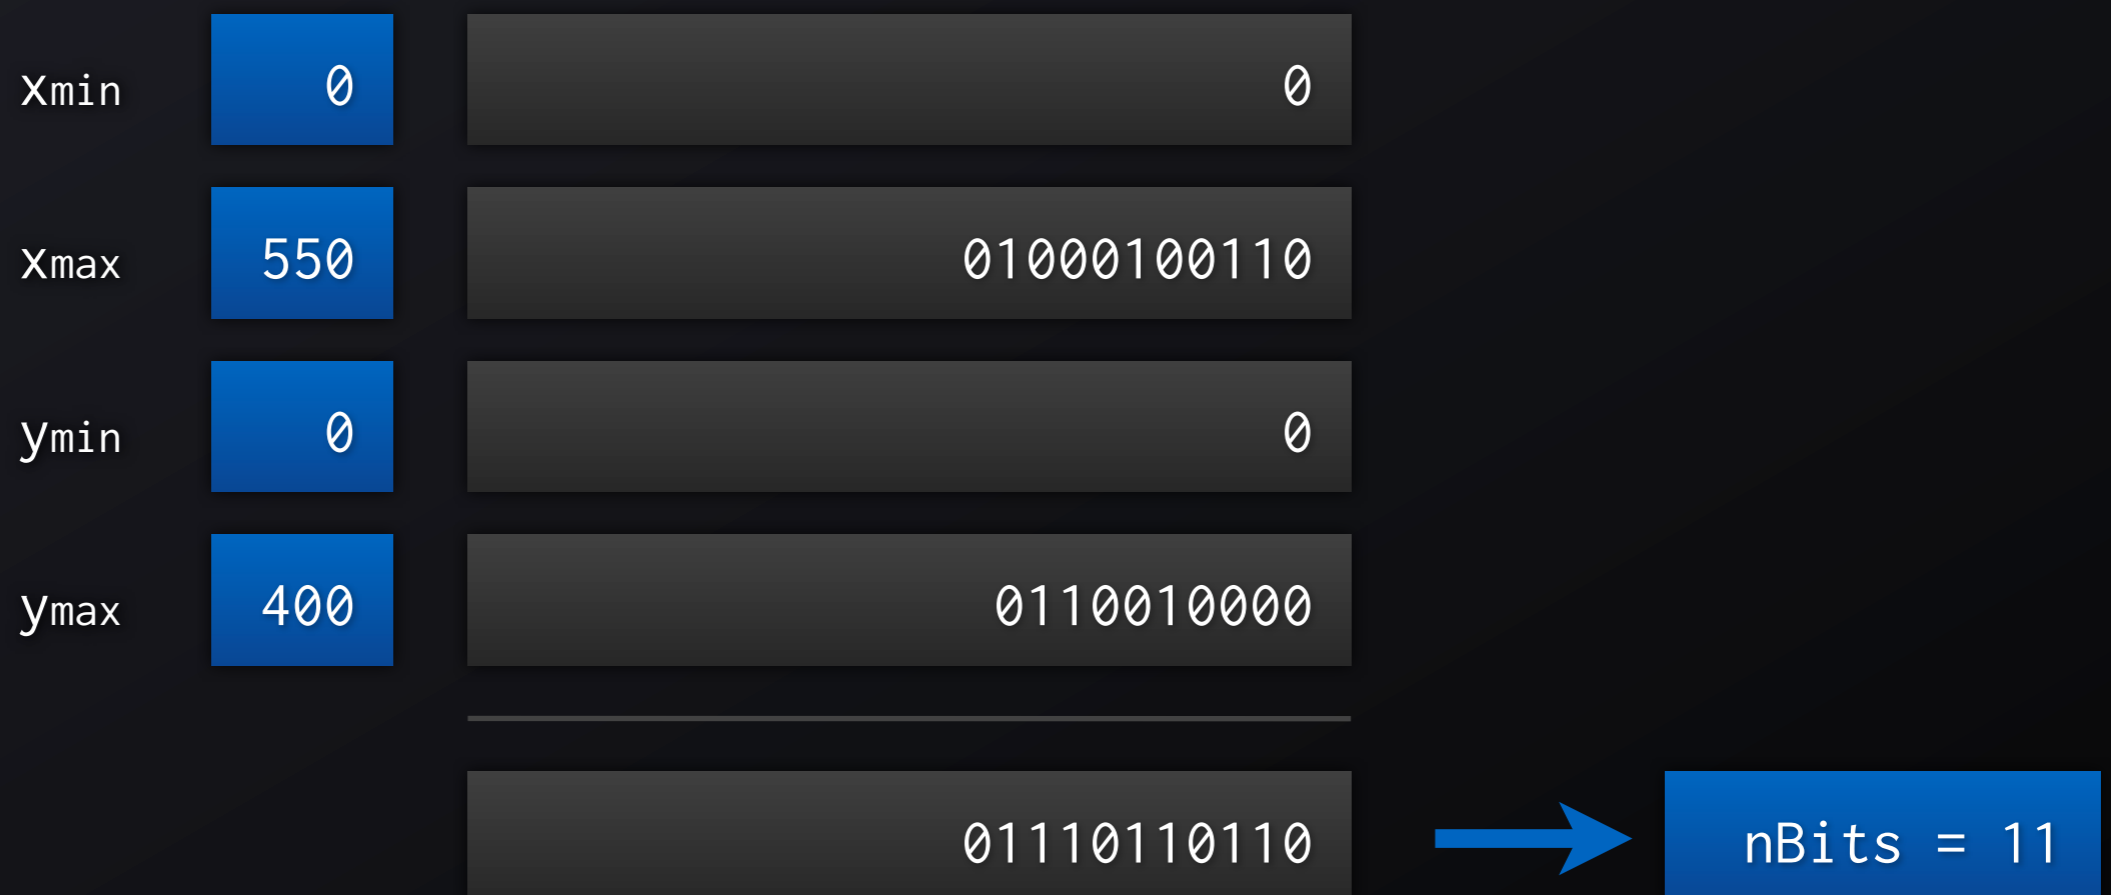 xmin 0 0
xmax 550 01000100110
ymin 0 0
ymax 400 0110010000
01110110110 nBits = 11